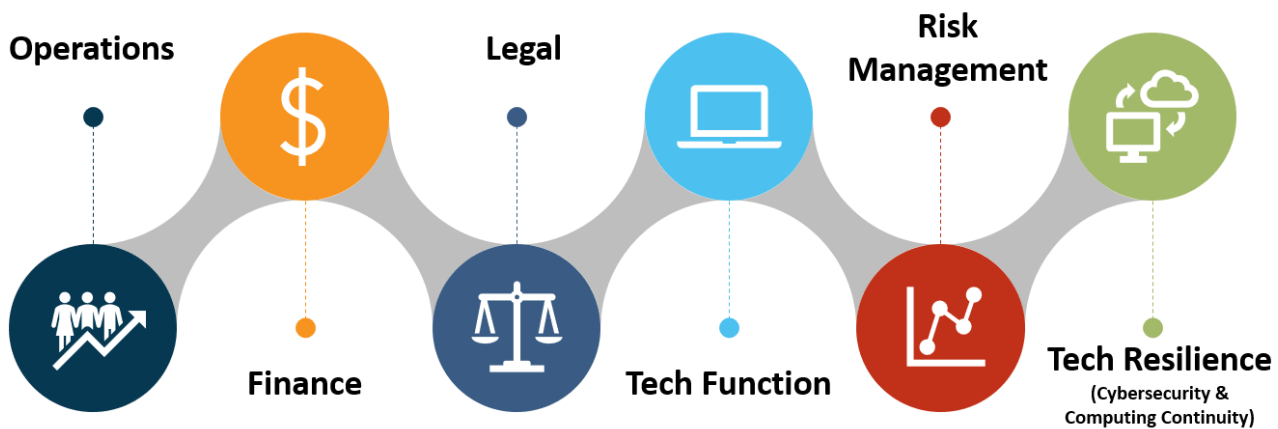 Operations
$
Finance
Legal
Tech Function
Risk
Management
Tech Resilience
(Cybersecurity &
Computing Continuity)